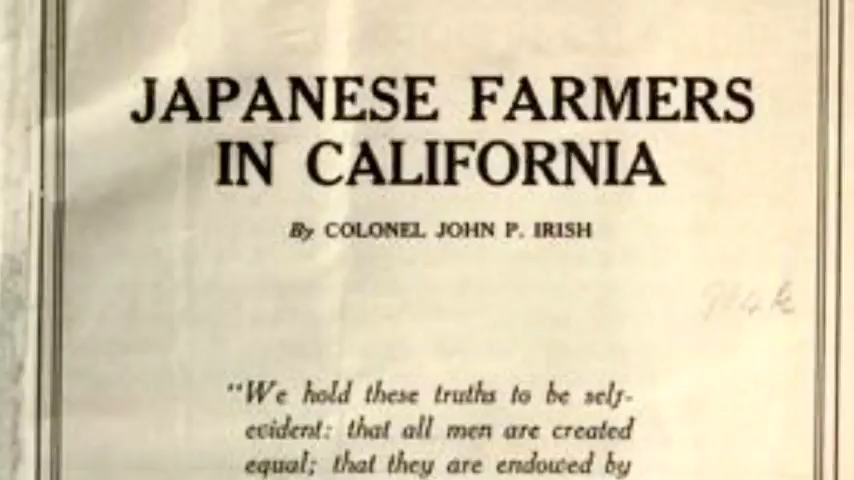 JAPANESE FARMERS
IN CALIFORNIA
By COLONEL JOHN P. IRISH
"We hold these truths to be self-
evident: that all men are created
equal; that they are endowed by